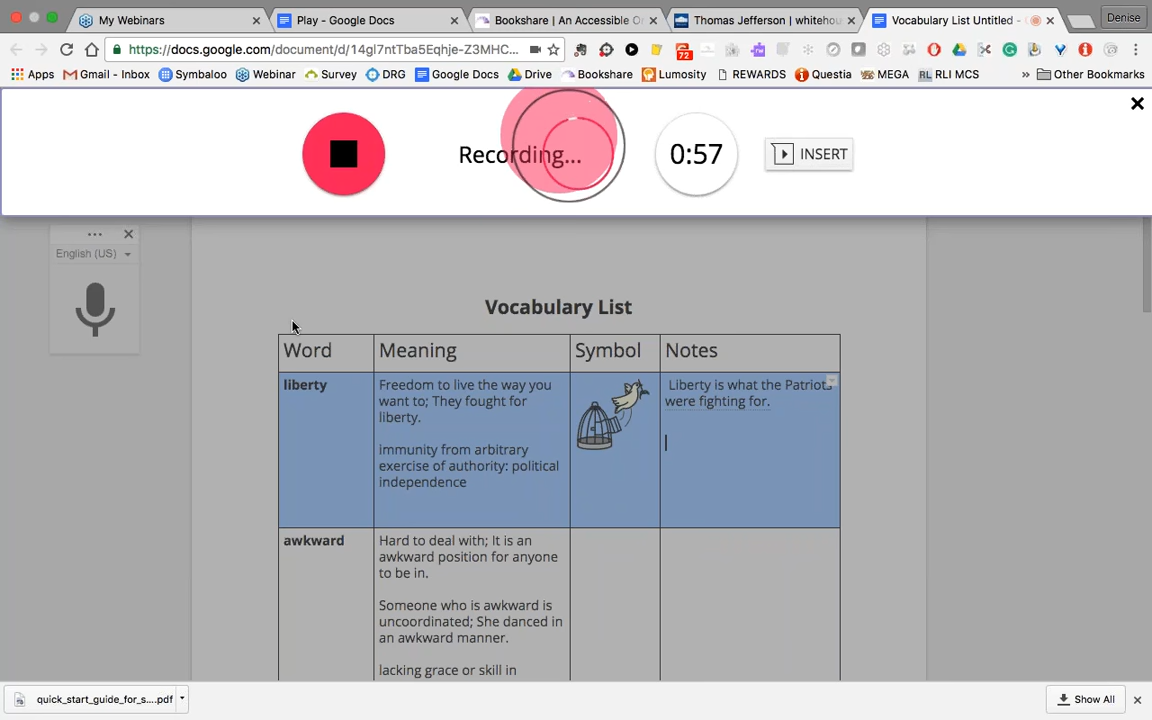 My Webinars
Play - Google Docs
Bookshare | An Accessible O
Thomas Jefferson | whitehou
Vocabulary List Untitled -
Denise
https://docs.google.com/document/d/14gl7ntTba5Eqhje-Z3MHC...
72
Apps
Gmail - Inbox
Symbaloo
Webinar
Survey
DRG
Google Docs
Drive
Bookshare
Lumosity
REWARDS
Questia
MEGA
RLI MCS
»
Other Bookmarks
Recording...
0:57
INSERT
English (US)
Vocabulary List
Word
Meaning
Symbol
Notes
liberty
Freedom to live the way you
want to; They fought for
liberty.
immunity from arbitrary
exercise of authority: political
independence
Liberty is what the Patriots
were fighting for.
awkward
Hard to deal with; It is an
awkward position for anyone
to be in.
Someone who is awkward is
uncoordinated; She danced in
an awkward manner.
lacking grace or skill in
quick_start_guide_for_s....pdf
Show All